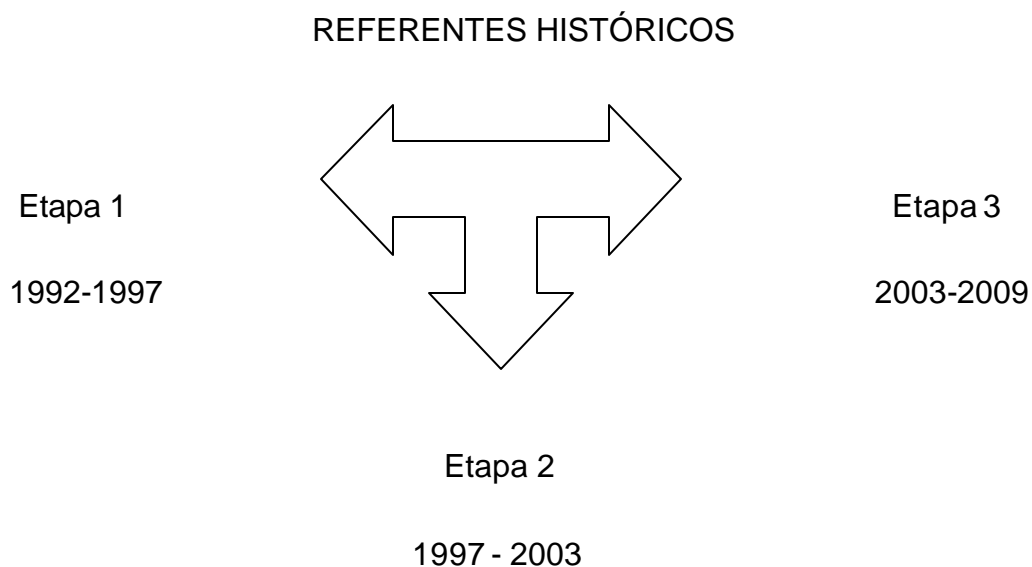 REFERENTES HISTÓRICOS
Etapa 1
1992-1997
Etapa 3
2003-2009
Etapa 2
1997 - 2003